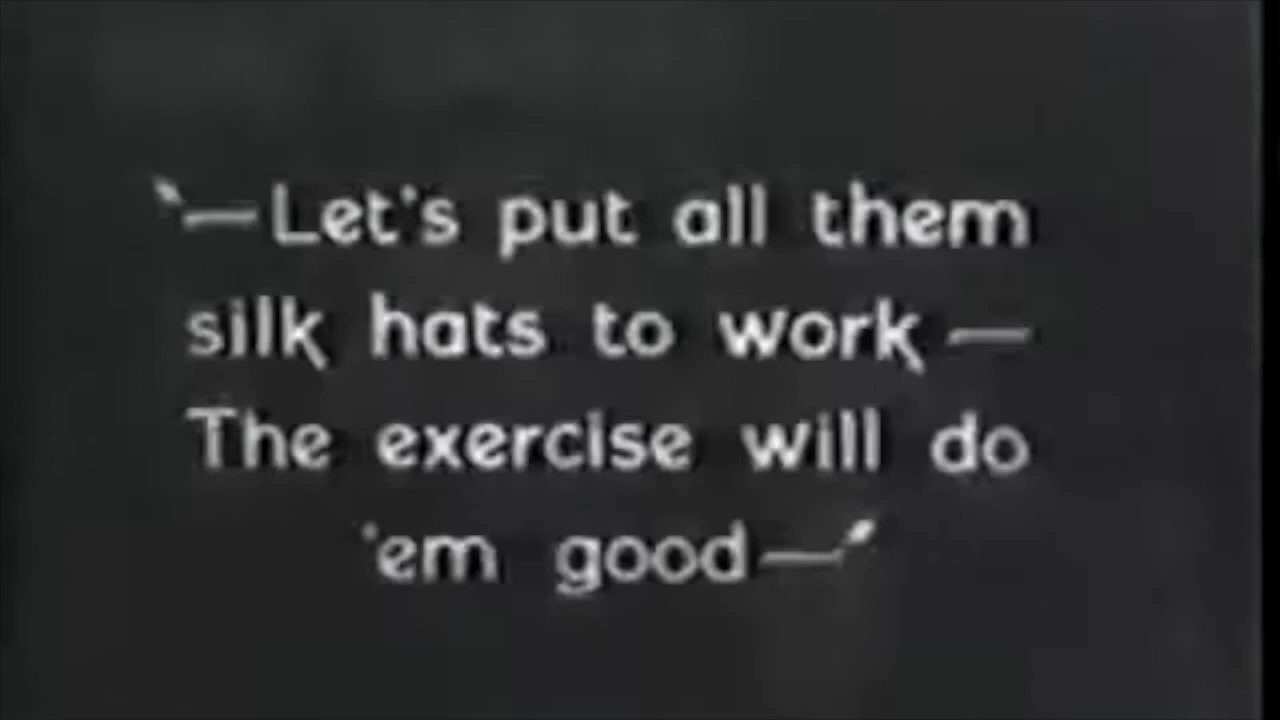 ‘—Let's put all them
silk hats to work —
The exercise will do
'em good—’